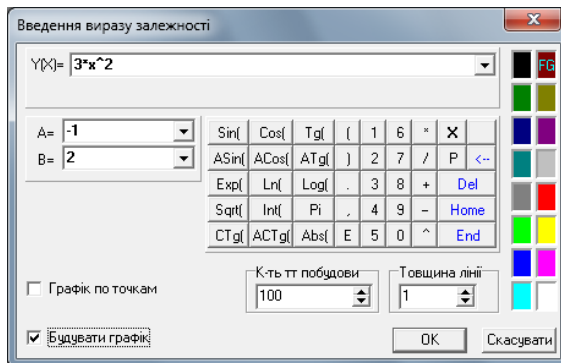 Введення виразу залежності
Y(X)= 3*x^2
FG
A= -1
B= 2
Sin( Cos( Tg( ( 1 6 * X
ASin( ACos( ATg( ) 2 7 / P <--
Exp( Ln( Log( . 3 8 + Del
Sqrt( Int( Pi , 4 9 - Home
CTg( ACTg( Abs( E 5 0 ^ End
К-ть тт побудови
Товщина лінії
Графік по точкам
100
1
Будувати графік
OK
Скасувати